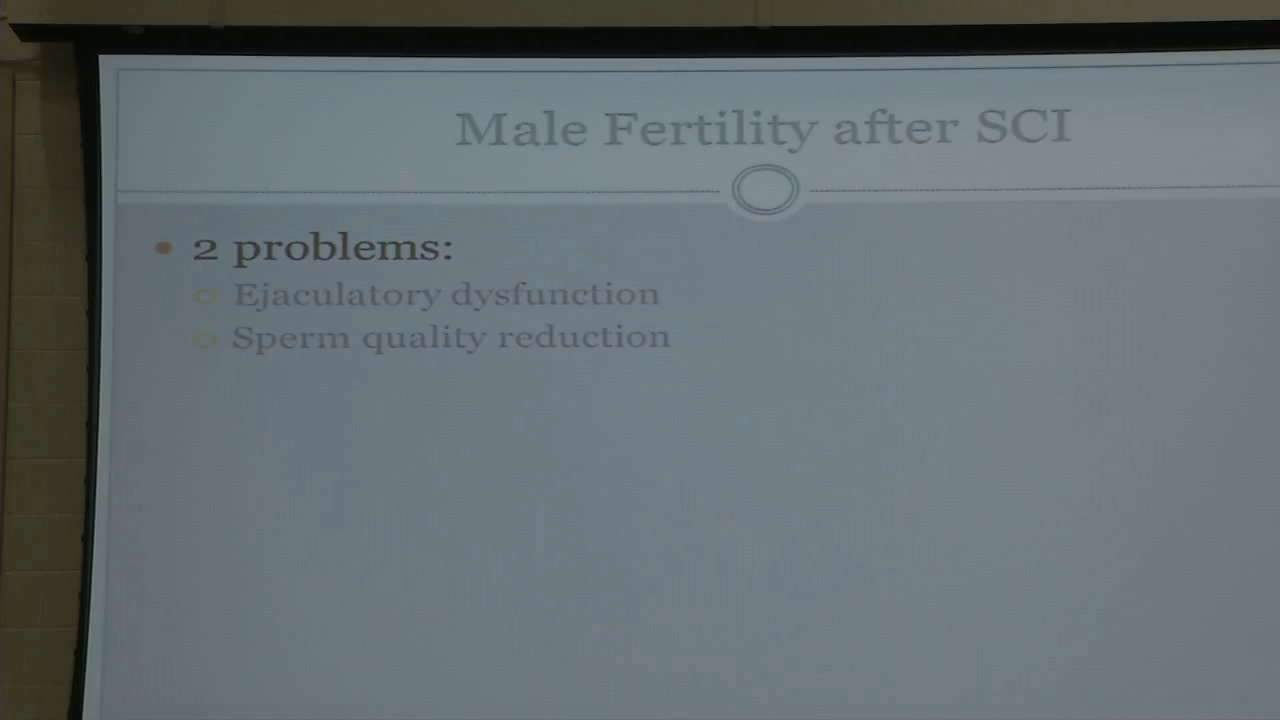 Male Fertility after SCI
2 problems:
Ejaculatory dysfunction
Sperm quality reduction